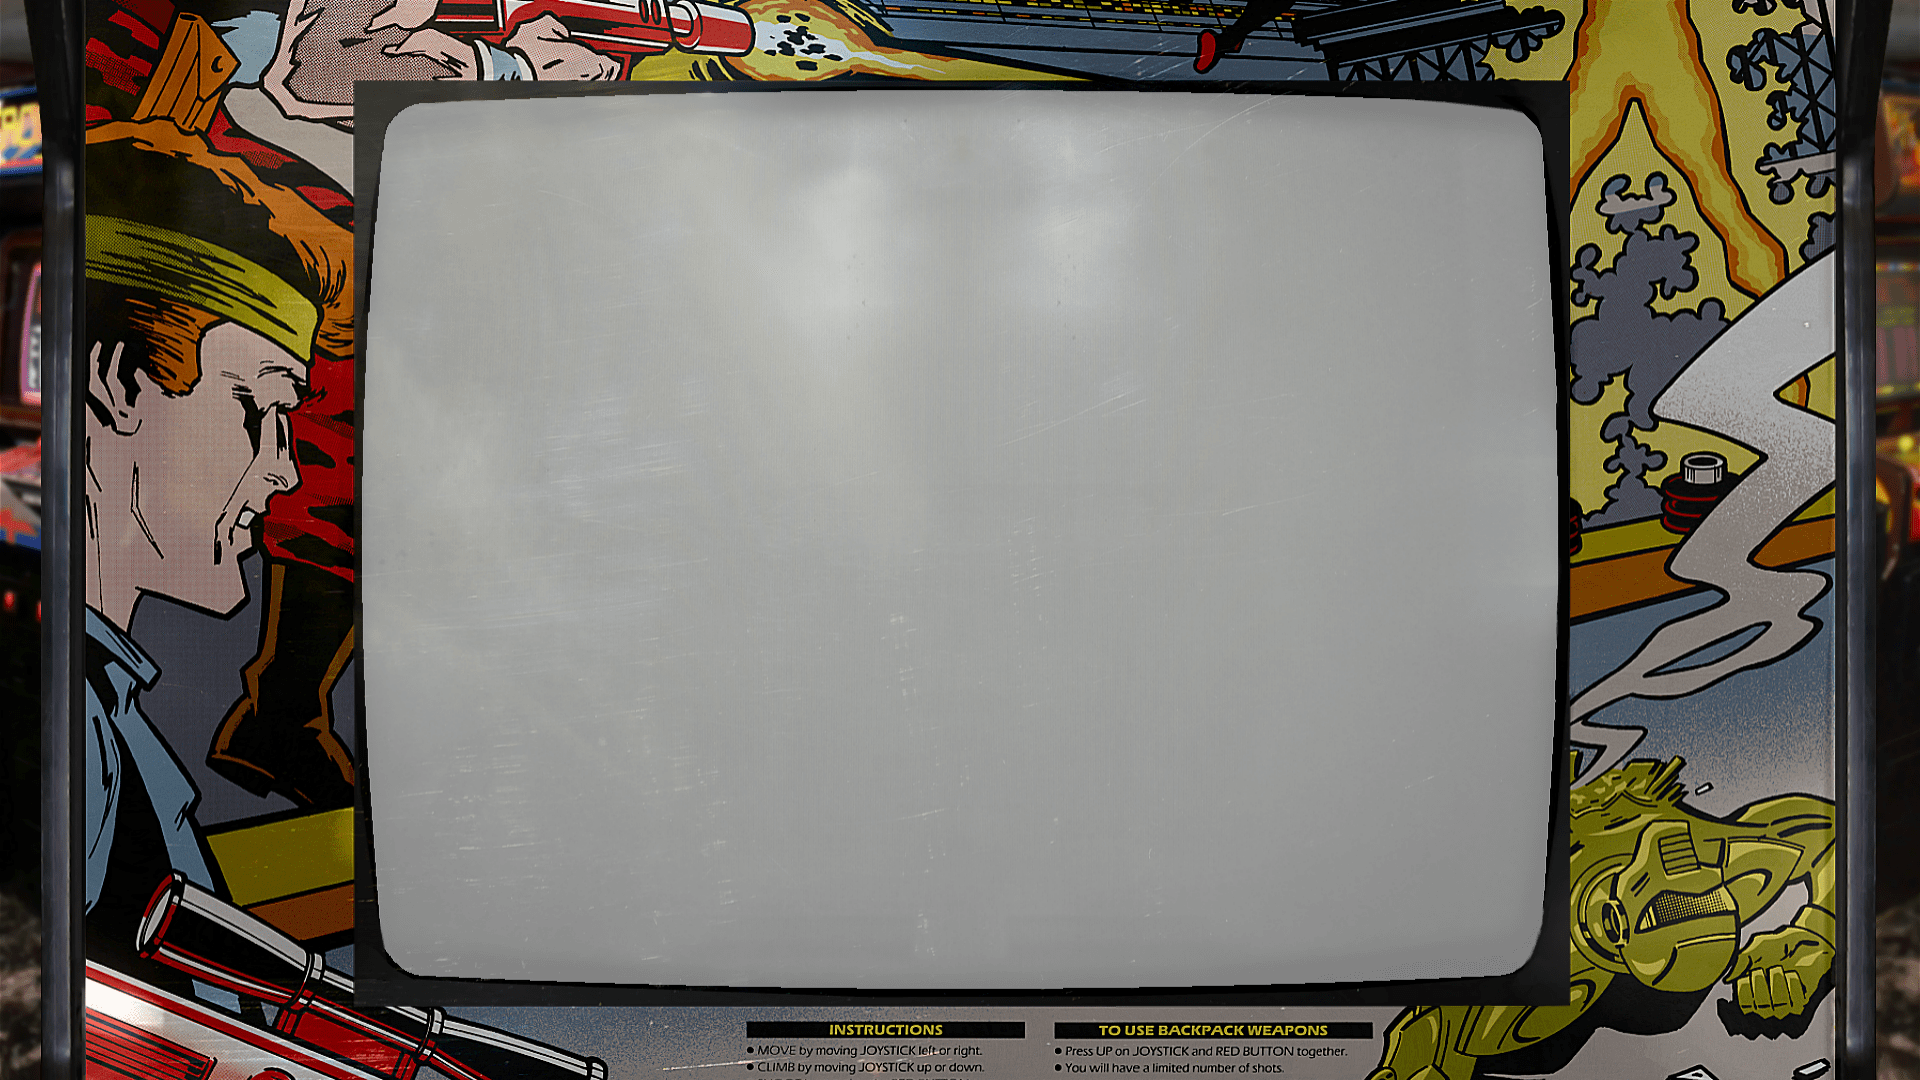 INSTRUCTIONS
• MOVE by moving JOYSTICK left or right.
• CLIMB by moving JOYSTICK up or down.
TO USE BACKPACK WEAPONS
• Press UP on JOYSTICK and RED BUTTON together.
• You will have a limited number of shots.